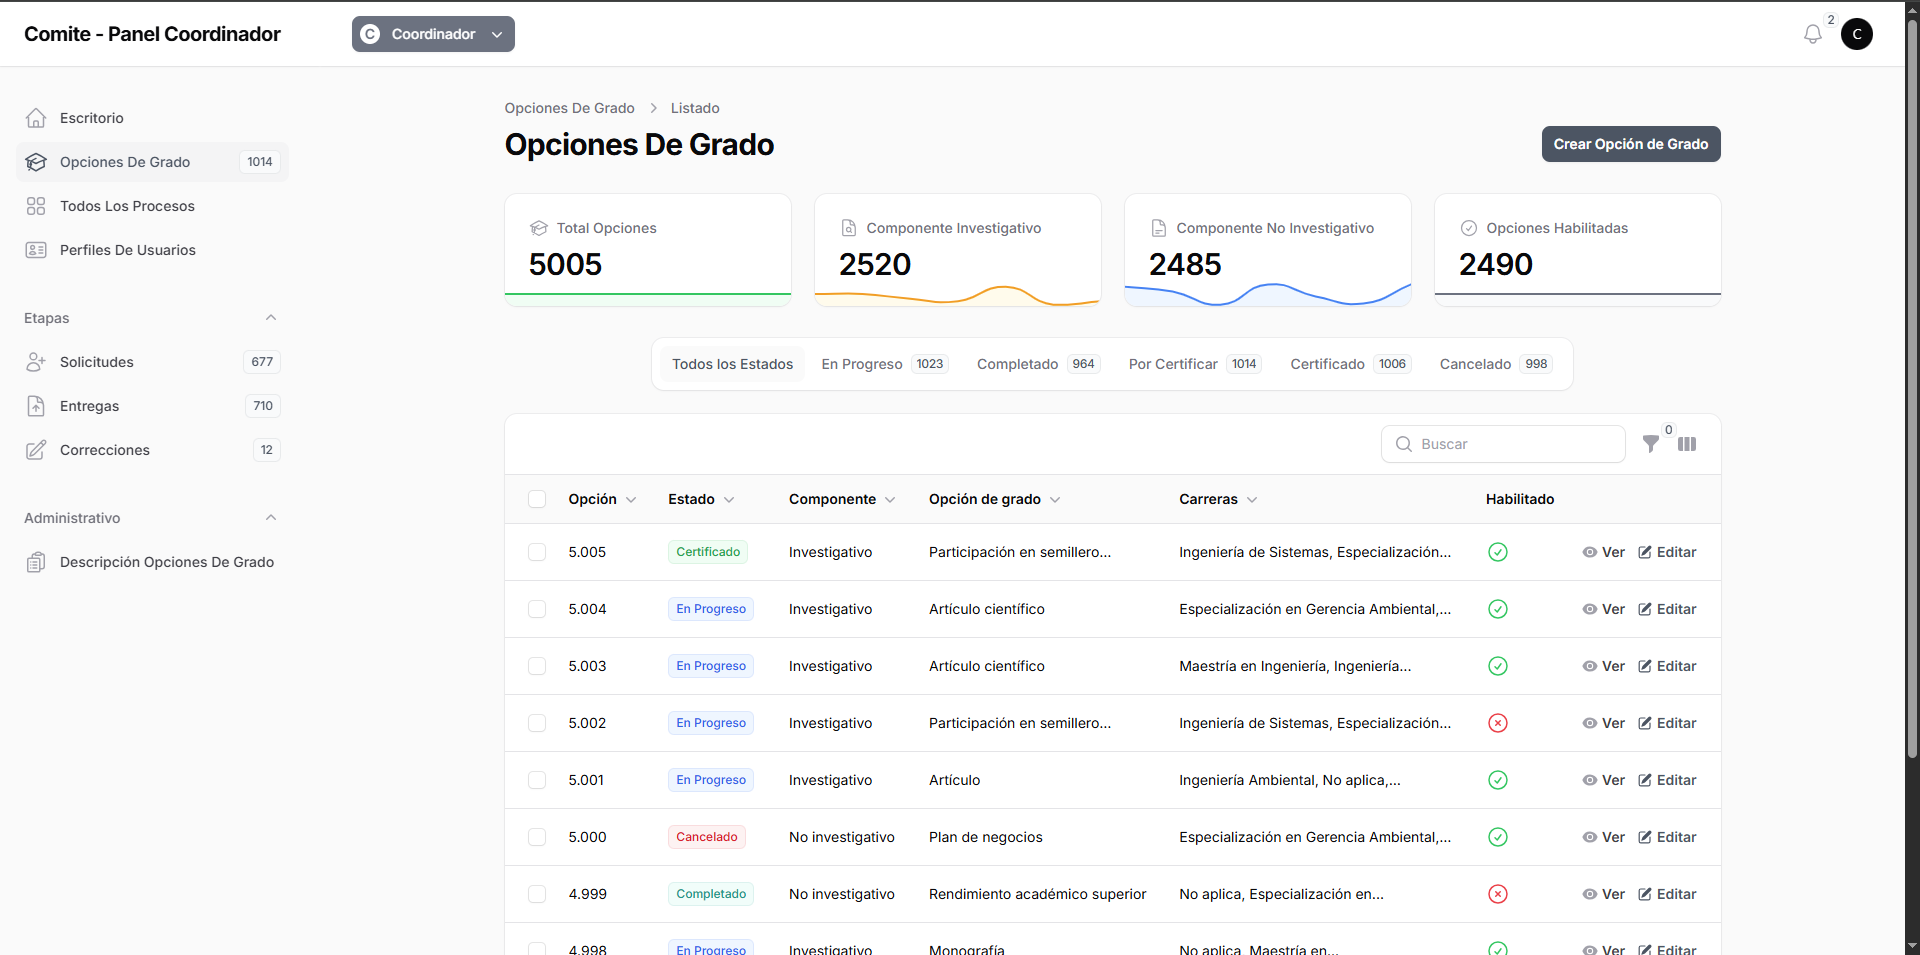 Comite - Panel Coordinador
C Coordinador
2
C
Escritorio
Opciones De Grado 1014
Todos Los Procesos
Perfiles De Usuarios
Etapas
Solicitudes 677
Entregas 710
Correcciones 12
Administrativo
Descripción Opciones De Grado
Opciones De Grado > Listado
Opciones De Grado
Crear Opción de Grado
Total Opciones
5005
Componente Investigativo
2520
Componente No Investigativo
2485
Opciones Habilitadas
2490
Todos los Estados En Progreso 1023 Completado 964 Por Certificar 1014 Certificado 1006 Cancelado 998
Buscar 0
Opción Estado Componente Opción de grado Carreras Habilitado
5.005 Certificado Investigativo Participación en semillero... Ingeniería de Sistemas, Especialización... Ver Editar
5.004 En Progreso Investigativo Artículo científico Especialización en Gerencia Ambiental,... Ver Editar
5.003 En Progreso Investigativo Artículo científico Maestría en Ingeniería, Ingeniería... Ver Editar
5.002 En Progreso Investigativo Participación en semillero... Ingeniería de Sistemas, Especialización... Ver Editar
5.001 En Progreso Investigativo Artículo Ingeniería Ambiental, No aplica,... Ver Editar
5.000 Cancelado No investigativo Plan de negocios Especialización en Gerencia Ambiental,... Ver Editar
4.999 Completado No investigativo Rendimiento académico superior No aplica, Especialización en... Ver Editar
4.998 En Progreso Investigativo Monografía No aplica, Maestría en... Ver Editar